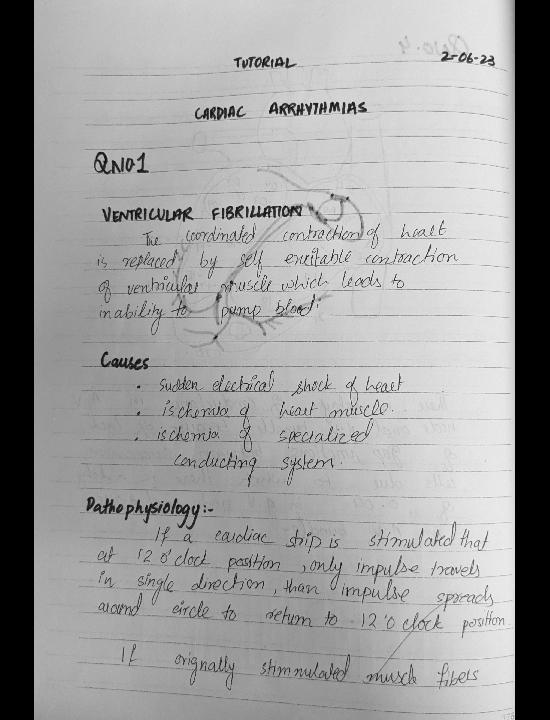 TUTORIAL
2-06-23
CARDIAC ARRHYTHMIAS
QNO1
VENTRICULAR FIBRILLATION
The coordinated contraction of heart
is replaced by self excitable contraction
of ventricular muscle which leads to
inability to pump blood.
Causes
• Sudden electrical shock of heart
• ischemia of heart muscle.
• ischemia of specialized
conducting system.
Pathophysiology:-
If a cardiac strip is stimulated that
at 12 o'clock position, only impulse travels
in single direction, than impulse spreads
around circle to return to 12 o'clock position
If orignally stimulated muscle fibers